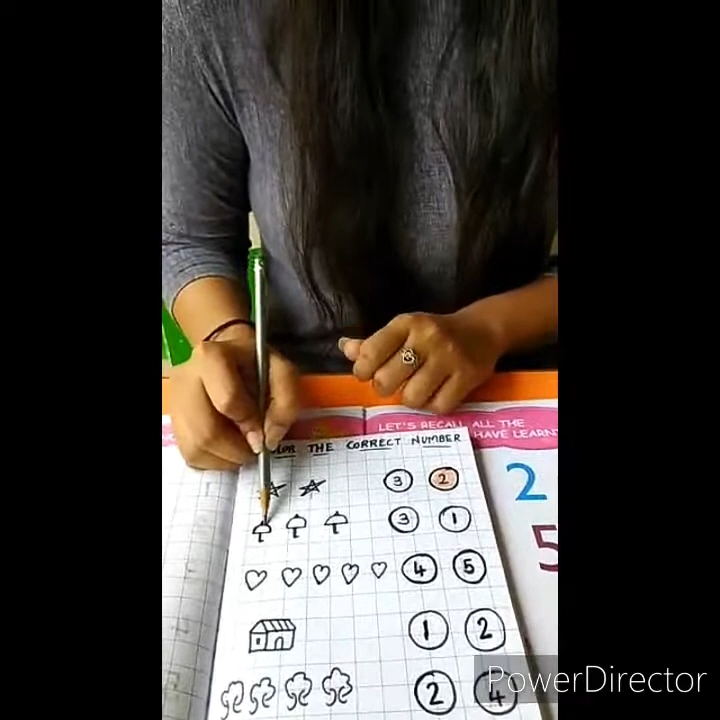 LET'S RECALL ALL THE
HAVE LEARN
THE CORRECT NUMBER
3 2
3 1
4 5
1 2
2 4
2
5
PowerDirector